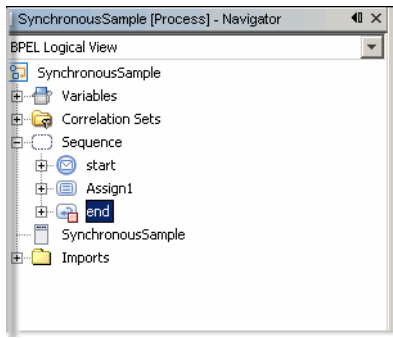 SynchronousSample [Process] - Navigator
BPEL Logical View
SynchronousSample
Variables
Correlation Sets
Sequence
start
Assign1
end
SynchronousSample
Imports